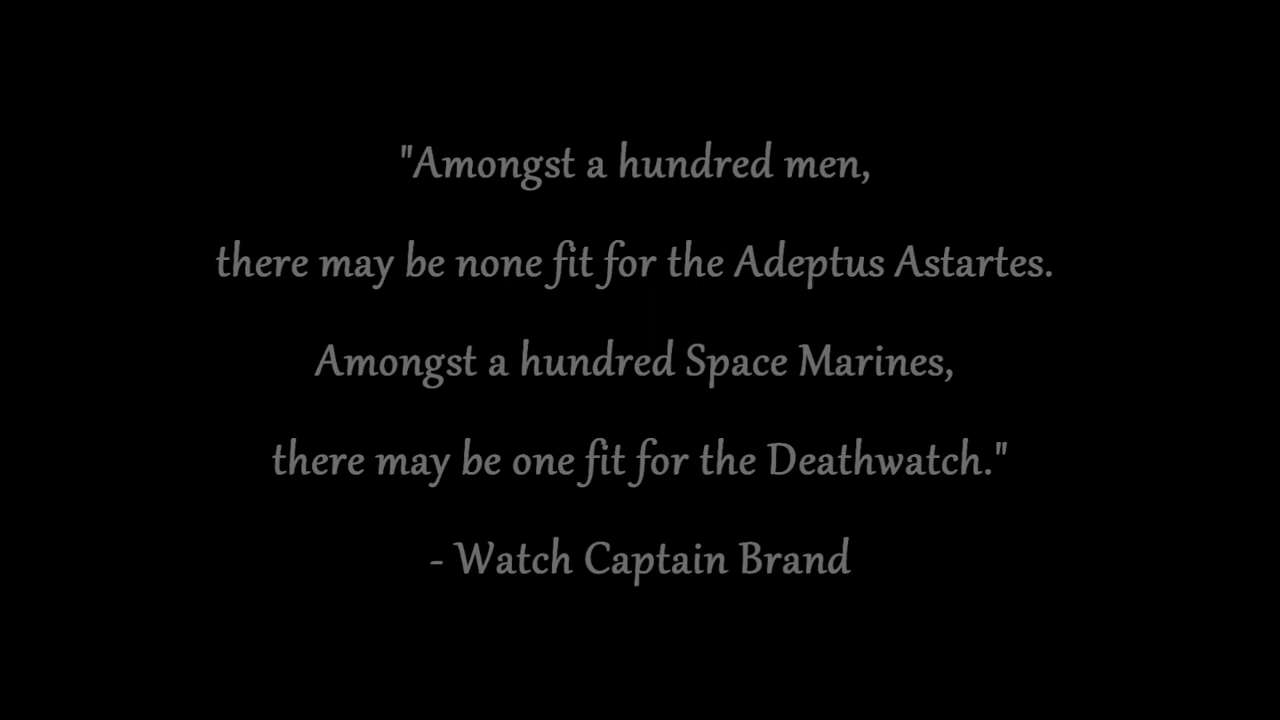 "Amongst a hundred men,
there may be none fit for the Adeptus Astartes.
Amongst a hundred Space Marines,
there may be one fit for the Deathwatch."
- Watch Captain Brand